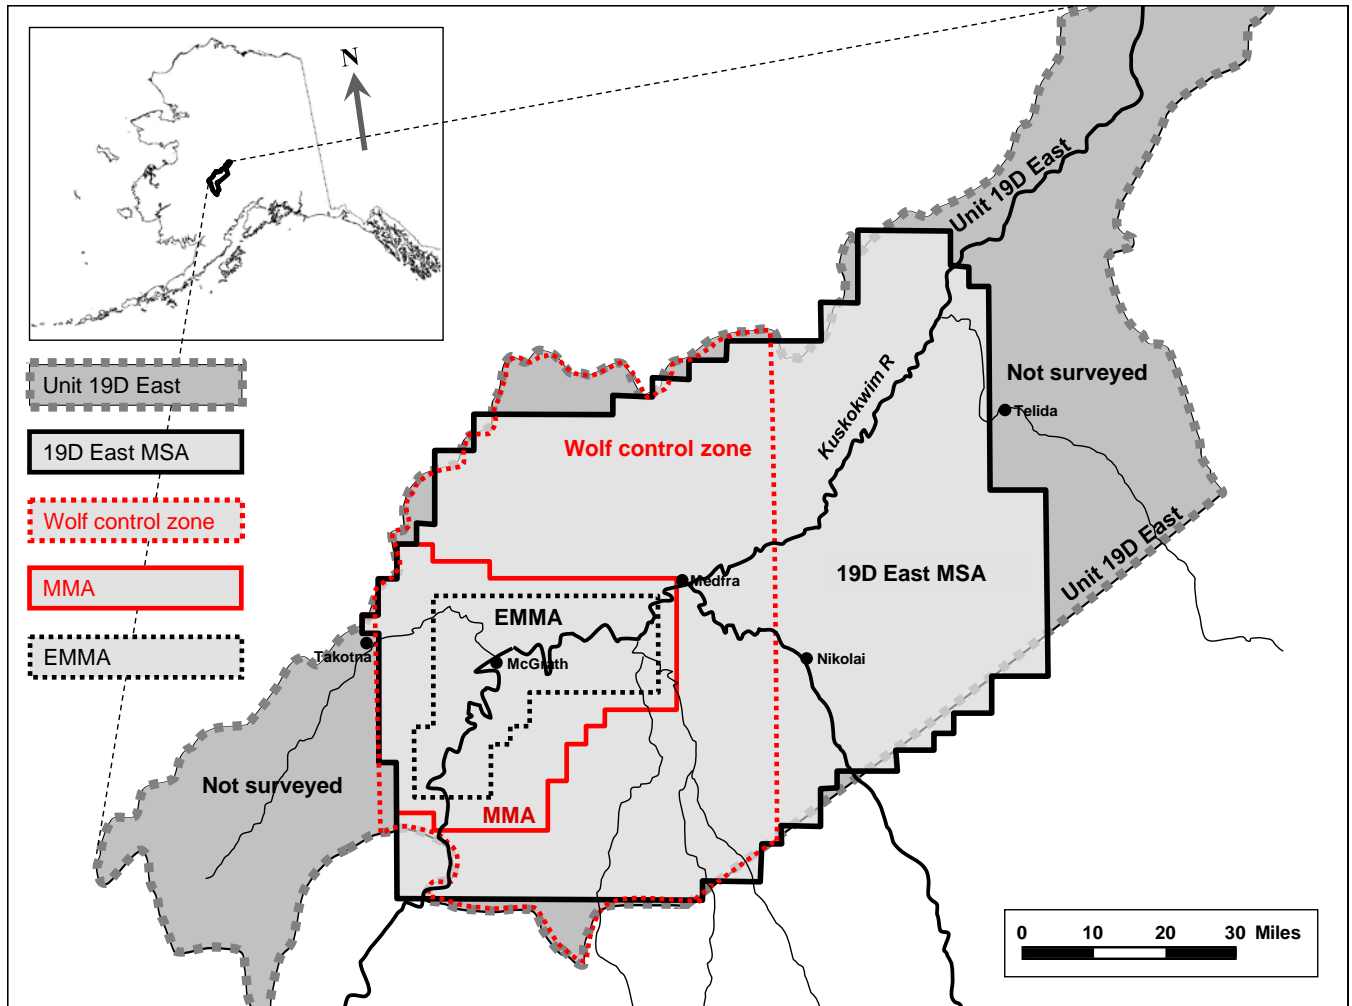 N
Unit 19D East
19D East MSA
Wolf control zone
MMA
EMMA
Unit 19D East
Kuskokwim R
Not surveyed
Telida
Wolf control zone
Unit 19D East
Medfra
19D East MSA
EMMA
Takotna
McGrath
Nikolai
Not surveyed
MMA
0 10 20 30 Miles